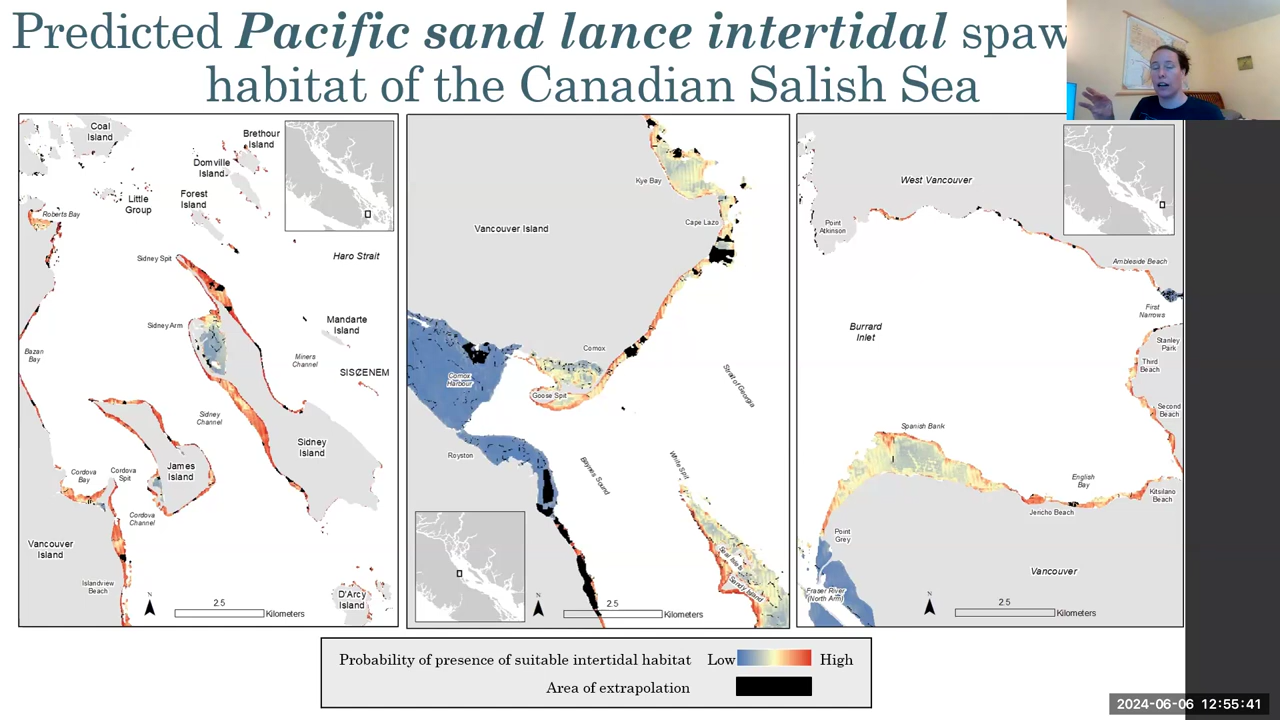 Predicted Pacific sand lance intertidal spaw
habitat of the Canadian Salish Sea
Coal
Island
Brethour
Island
Domville
Island
Forest
Island
Little
Group
Roberts Bay
Sidney Spit
Haro Strait
Sidney Arm
Mandarte
Island
Bazan
Bay
Miners
Channel
SISȻENEM
Sidney
Channel
Sidney
Island
James
Island
Cordova
Bay
Cordova
Spit
Cordova
Channel
Vancouver
Island
Islandview
Beach
D'Arcy
Island
N
2.5
Kilometers
Kye Bay
Cape Lazo
Vancouver Island
Comox
Comox
Harbour
Goose Spit
Strait of Georgia
Royston
Baynes Sound
White Spit
Seal Islets
Sandy Island
N
2.5
Kilometers
West Vancouver
Point
Atkinson
Ambleside Beach
First
Narrows
Burrard
Inlet
Stanley
Park
Third
Beach
Second
Beach
Spanish Bank
English
Bay
Kitsilano
Beach
Jericho Beach
Point
Grey
Vancouver
Fraser River
(North Arm)
N
2.5
Kilometers
Probability of presence of suitable intertidal habitat Low High
Area of extrapolation
2024-06-06 12:55:41